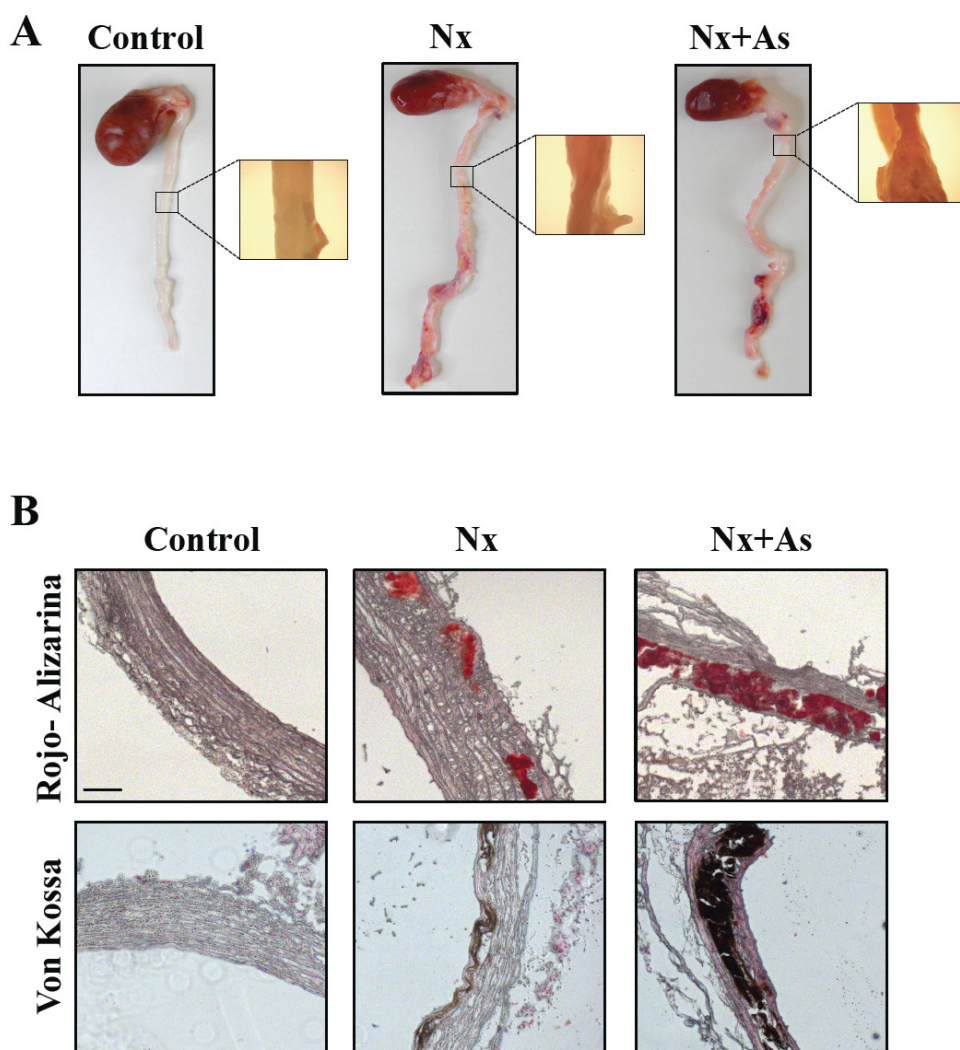 A
Control
Nx
Nx+As
B
Control
Nx
Nx+As
Rojo- Alizarina
Von Kossa